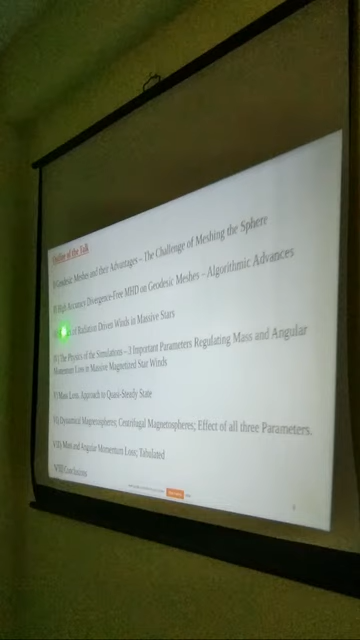 Outline of the Talk
I) Geodesic Meshes and their Advantages – The Challenge of Meshing the Sphere
II) High Accuracy Divergence-Free MHD on Geodesic Meshes – Algorithmic Advances
Radiation Driven Winds in Massive Stars
IV) The Physics of the Simulations – 3 Important Parameters Regulating Mass and Angular
Momentum Loss in Massive Magnetized Star Winds
V) Mass Loss, Approach to Quasi-Steady State
VI) Dynamical Magnetospheres; Centrifugal Magnetospheres; Effect of all three Parameters.
VII) Mass and Angular Momentum Loss; Tabulated
VIII) Conclusions